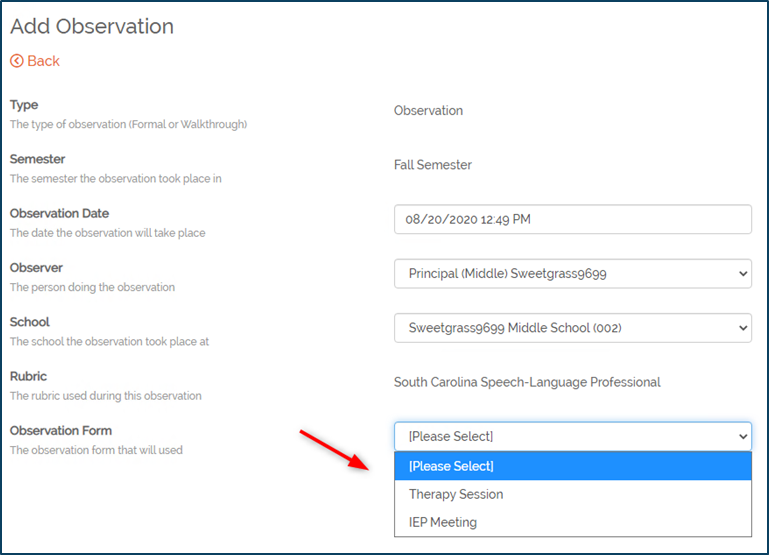 Add Observation
Back
Type
The type of observation (Formal or Walkthrough)
Observation
Semester
The semester the observation took place in
Fall Semester
Observation Date
The date the observation will take place
08/20/2020 12:49 PM
Observer
The person doing the observation
Principal (Middle) Sweetgrass9699
School
The school the observation took place at
Sweetgrass9699 Middle School (002)
Rubric
The rubric used during this observation
South Carolina Speech-Language Professional
Observation Form
The observation form that will used
[Please Select]
[Please Select]
Therapy Session
IEP Meeting